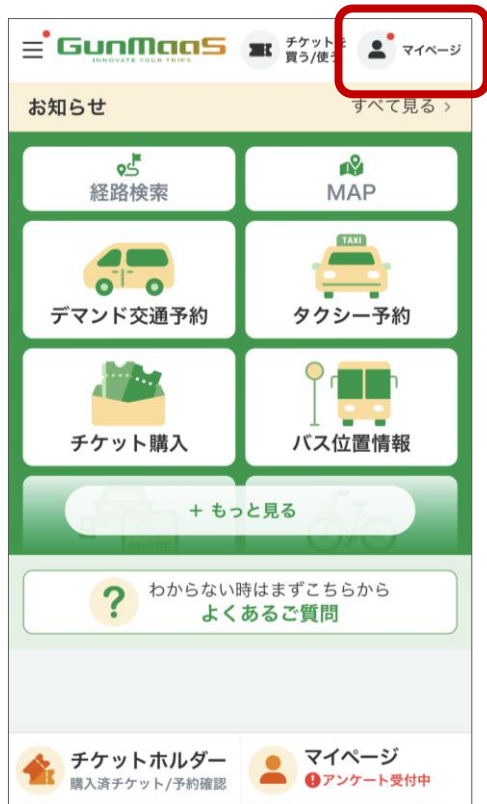 GunMaaS
INNOVATE YOUR TRIPS
チケットを
買う/使う
マイページ
お知らせ
すべて見る >
経路検索
MAP
デマンド交通予約
TAXI
タクシー予約
チケット購入
バス位置情報
+ もっと見る
? わからない時はまずこちらから
よくあるご質問
チケットホルダー
購入済チケット/予約確認
マイページ
!アンケート受付中